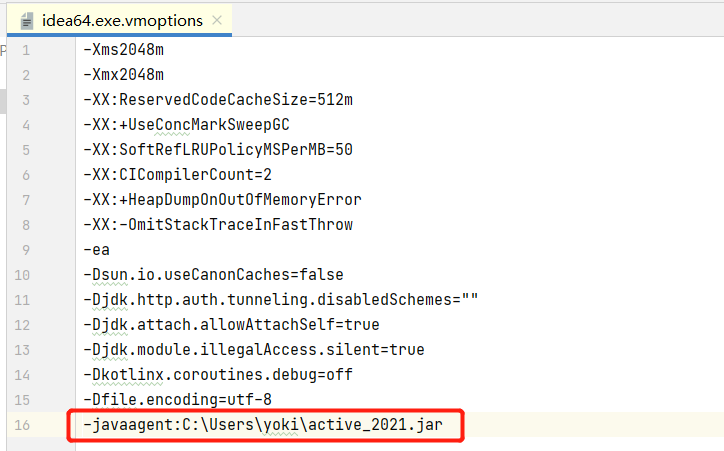 idea64.exe.vmoptions
1 -Xms2048m
2 -Xmx2048m
3 -XX:ReservedCodeCacheSize=512m
4 -XX:+UseConcMarkSweepGC
5 -XX:SoftRefLRUPolicyMSPerMB=50
6 -XX:CICompilerCount=2
7 -XX:+HeapDumpOnOutOfMemoryError
8 -XX:-OmitStackTraceInFastThrow
9 -ea
10 -Dsun.io.useCanonCaches=false
11 -Djdk.http.auth.tunneling.disabledSchemes=""
12 -Djdk.attach.allowAttachSelf=true
13 -Djdk.module.illegalAccess.silent=true
14 -Dkotlinx.coroutines.debug=off
15 -Dfile.encoding=utf-8
16 -javaagent:C:\Users\yoki\active_2021.jar